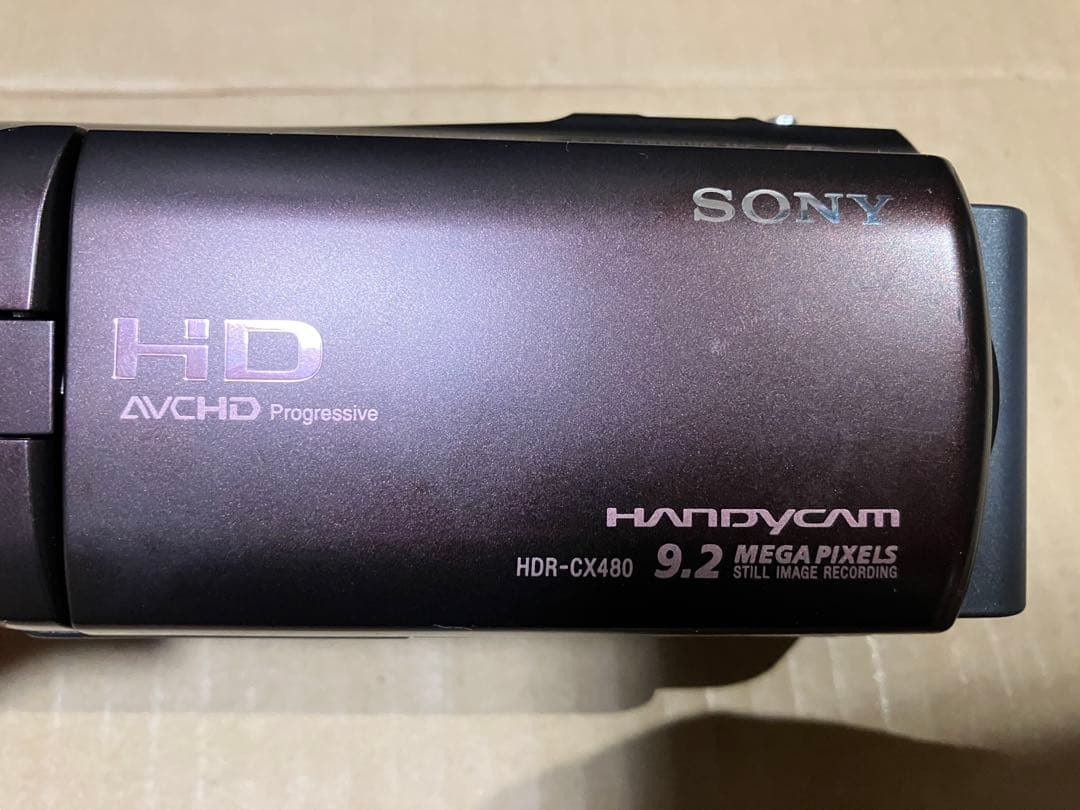 SONY
HD
AVCHD Progressive
HANDYCAM
HDR-CX480 9.2 MEGA PIXELS
STILL IMAGE RECORDING